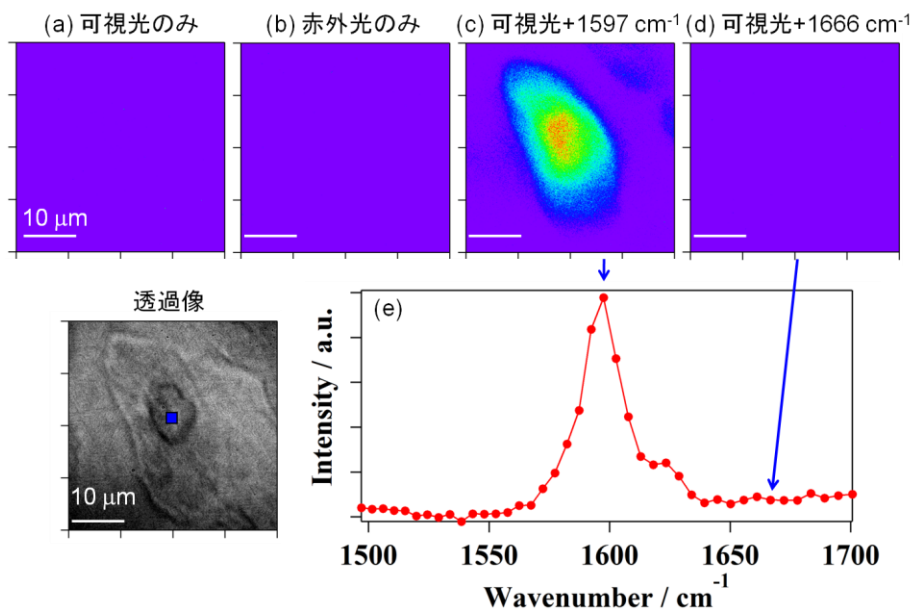 (a) 可視光のみ
(b) 赤外光のみ
(c) 可視光+1597 cm⁻¹
(d) 可視光+1666 cm⁻¹
10 μm
透過像
10 μm
(e)
Intensity / a.u.
1500 1550 1600 1650 1700
Wavenumber / cm⁻¹